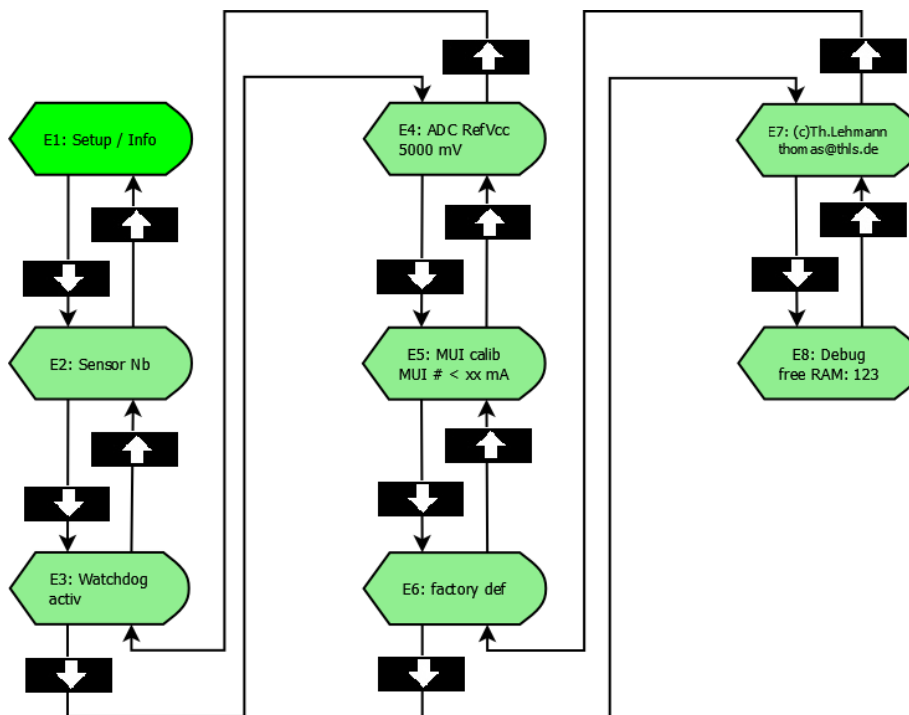 E1: Setup / Info
E2: Sensor Nb
E3: Watchdog
activ
E4: ADC RefVcc
5000 mV
E5: MUI calib
MUI # < xx mA
E6: factory def
E7: (c)Th.Lehmann
thomas@thls.de
E8: Debug
free RAM: 123